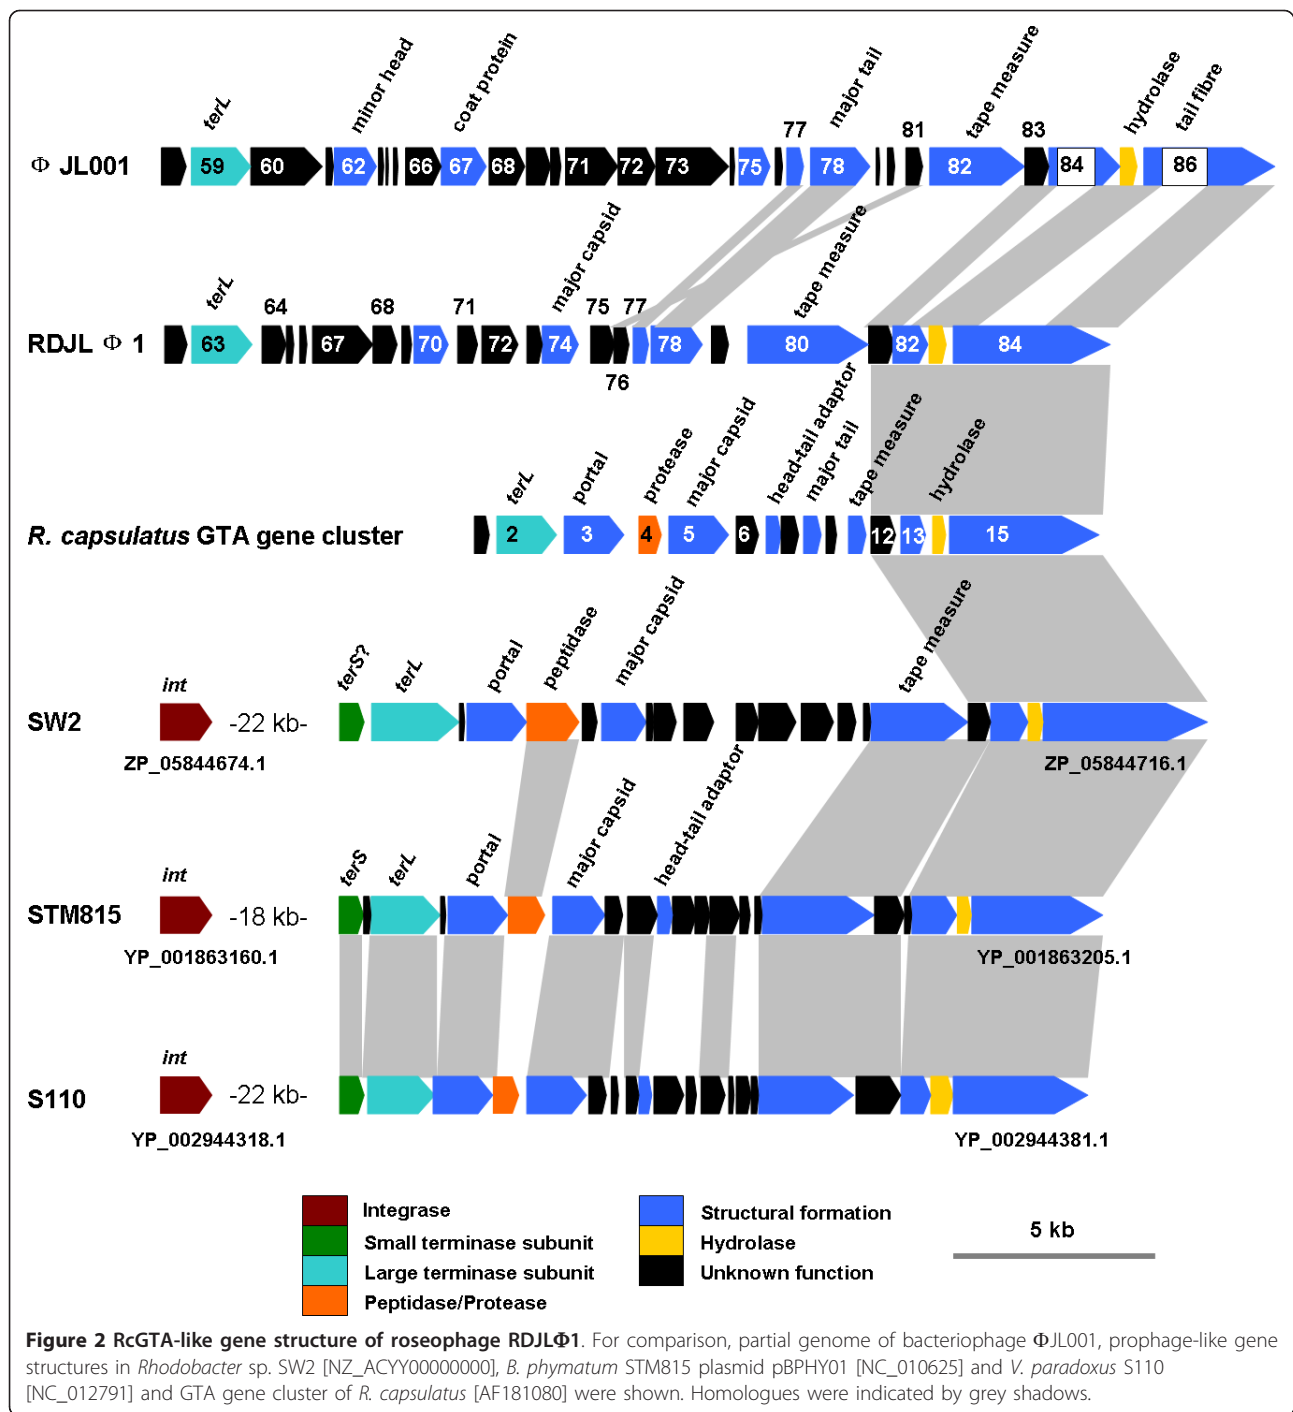 terL
minor head
coat protein
77
major tail
81
tape measure
83
hydrolase
tail fibre
Φ JL001
59 60 62 66 67 68 71 72 73 75 78 82 84 86
major capsid
tape measure
terL
64
68
71
75
77
RDJL Φ 1
63 67 70 72 74 78 80 82 84
76
terL
portal
protease
major capsid
head-tail adaptor
major tail
tape measure
hydrolase
R. capsulatus GTA gene cluster
2 3 4 5 6 12 13 15
int
terS?
terL
portal
peptidase
major capsid
tape measure
SW2
-22 kb-
ZP_05844674.1
ZP_05844716.1
int
terS
terL
portal
major capsid
head-tail adaptor
STM815
-18 kb-
YP_001863160.1
YP_001863205.1
int
S110
-22 kb-
YP_002944318.1
YP_002944381.1
Integrase
Small terminase subunit
Large terminase subunit
Peptidase/Protease
Structural formation
Hydrolase
Unknown function
5 kb
Figure 2 RcGTA-like gene structure of roseophage RDJLΦ1. For comparison, partial genome of bacteriophage ΦJL001, prophage-like gene
structures in Rhodobacter sp. SW2 [NZ_ACYY00000000], B. phymatum STM815 plasmid pBPHY01 [NC_010625] and V. paradoxus S110
[NC_012791] and GTA gene cluster of R. capsulatus [AF181080] were shown. Homologues were indicated by grey shadows.